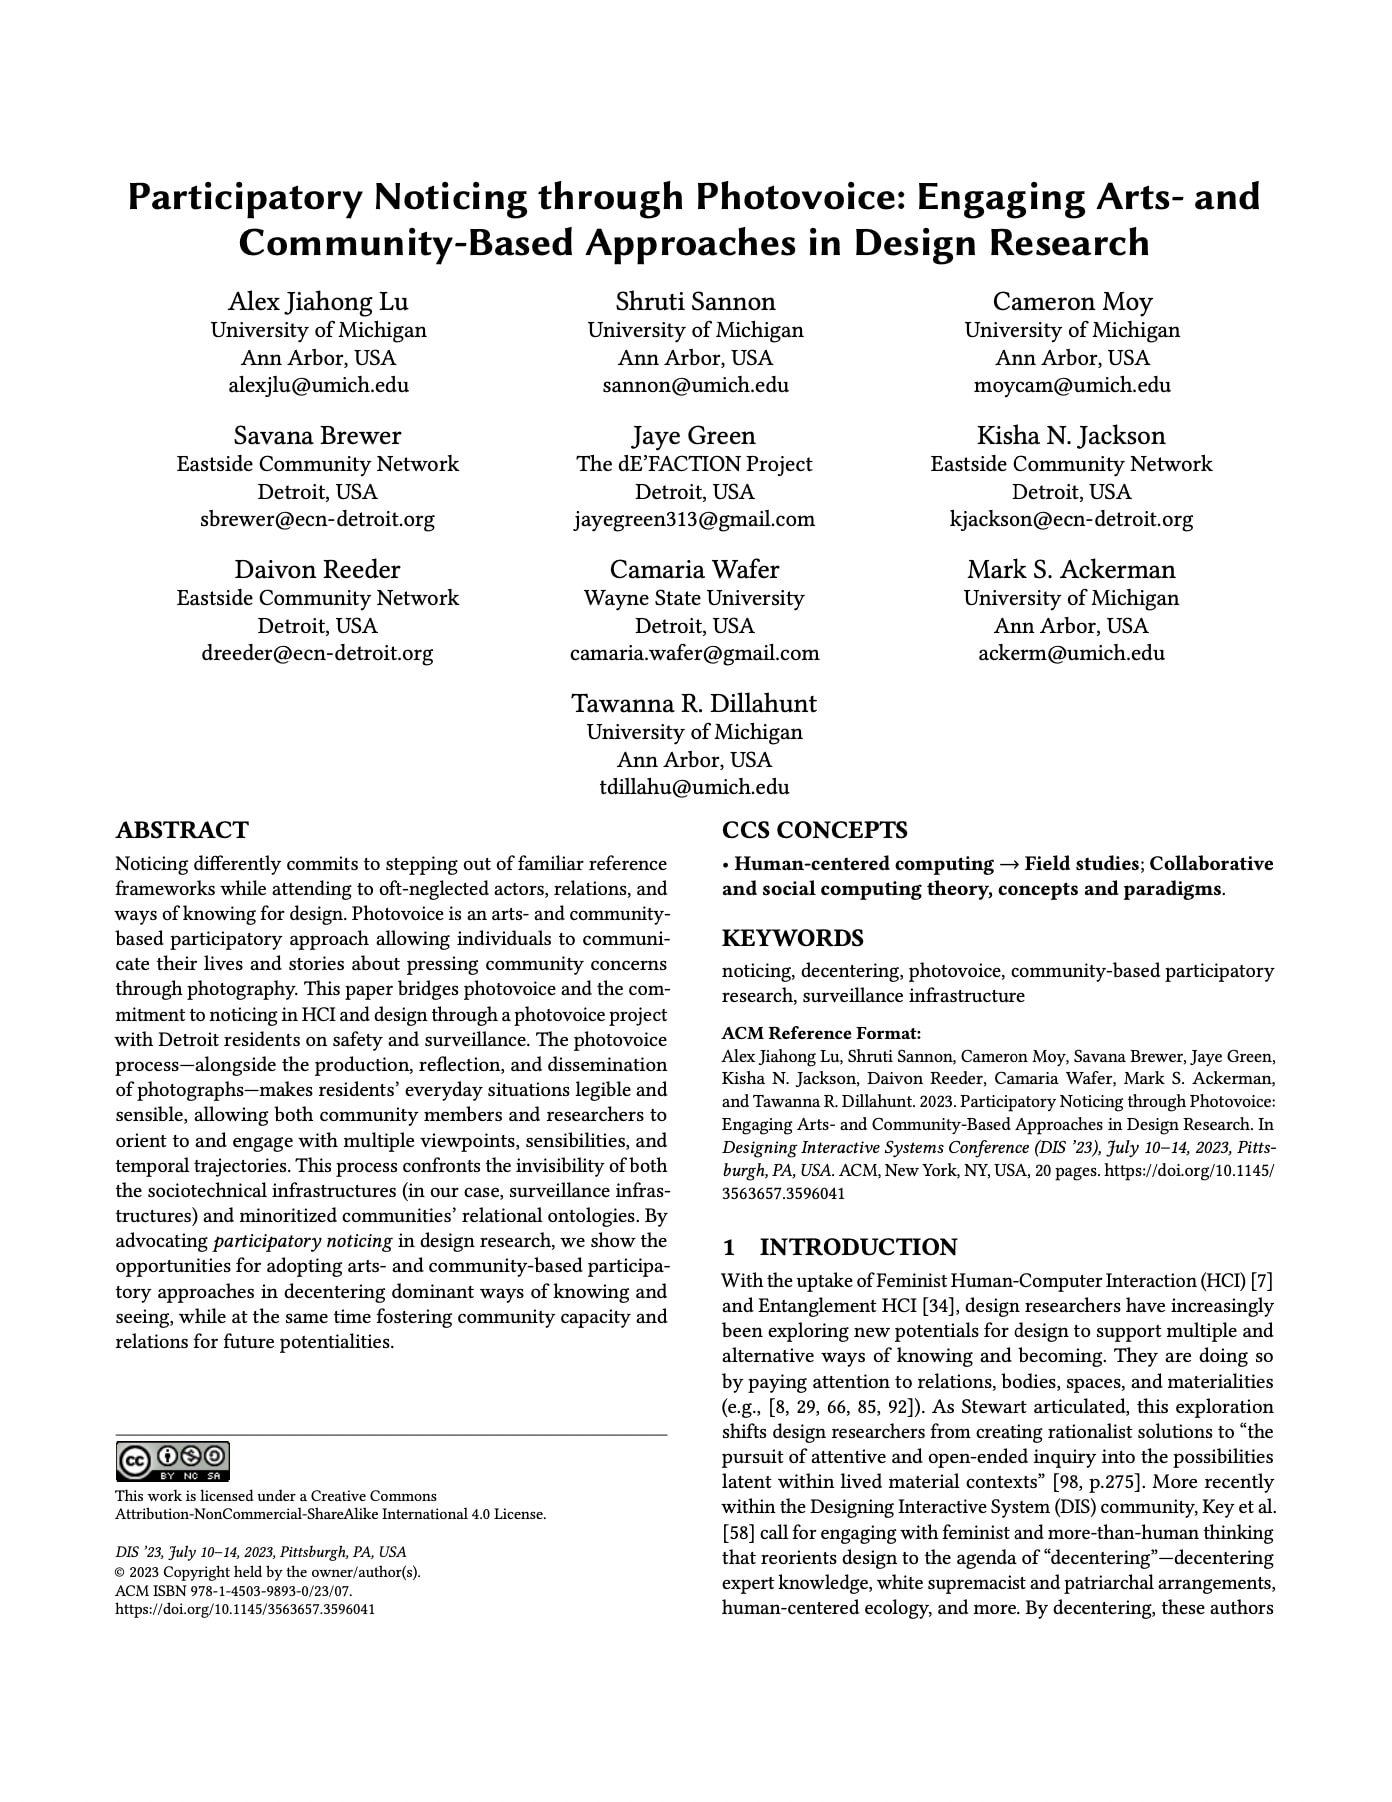 Participatory Noticing through Photovoice: Engaging Arts- and
Community-Based Approaches in Design Research
Alex Jiahong Lu
University of Michigan
Ann Arbor, USA
alexjlu@umich.edu
Shruti Sannon
University of Michigan
Ann Arbor, USA
sannon@umich.edu
Cameron Moy
University of Michigan
Ann Arbor, USA
moycam@umich.edu
Savana Brewer
Eastside Community Network
Detroit, USA
sbrewer@ecn-detroit.org
Jaye Green
The dE’FACTION Project
Detroit, USA
jayegreen313@gmail.com
Kisha N. Jackson
Eastside Community Network
Detroit, USA
kjackson@ecn-detroit.org
Daivon Reeder
Eastside Community Network
Detroit, USA
dreeder@ecn-detroit.org
Camaria Wafer
Wayne State University
Detroit, USA
camaria.wafer@gmail.com
Mark S. Ackerman
University of Michigan
Ann Arbor, USA
ackerm@umich.edu
Tawanna R. Dillahunt
University of Michigan
Ann Arbor, USA
tdillahu@umich.edu
ABSTRACT
Noticing differently commits to stepping out of familiar reference
frameworks while attending to oft-neglected actors, relations, and
ways of knowing for design. Photovoice is an arts- and community-
based participatory approach allowing individuals to communi-
cate their lives and stories about pressing community concerns
through photography. This paper bridges photovoice and the com-
mitment to noticing in HCI and design through a photovoice project
with Detroit residents on safety and surveillance. The photovoice
process—alongside the production, reflection, and dissemination
of photographs—makes residents’ everyday situations legible and
sensible, allowing both community members and researchers to
orient to and engage with multiple viewpoints, sensibilities, and
temporal trajectories. This process confronts the invisibility of both
the sociotechnical infrastructures (in our case, surveillance infras-
tructures) and minoritized communities’ relational ontologies. By
advocating participatory noticing in design research, we show the
opportunities for adopting arts- and community-based participa-
tory approaches in decentering dominant ways of knowing and
seeing, while at the same time fostering community capacity and
relations for future potentialities.
cc BY NC SA
This work is licensed under a Creative Commons
Attribution-NonCommercial-ShareAlike International 4.0 License.
DIS ’23, July 10–14, 2023, Pittsburgh, PA, USA
© 2023 Copyright held by the owner/author(s).
ACM ISBN 978-1-4503-9893-0/23/07.
https://doi.org/10.1145/3563657.3596041
CCS CONCEPTS
• Human-centered computing → Field studies; Collaborative
and social computing theory, concepts and paradigms.
KEYWORDS
noticing, decentering, photovoice, community-based participatory
research, surveillance infrastructure
ACM Reference Format:
Alex Jiahong Lu, Shruti Sannon, Cameron Moy, Savana Brewer, Jaye Green,
Kisha N. Jackson, Daivon Reeder, Camaria Wafer, Mark S. Ackerman,
and Tawanna R. Dillahunt. 2023. Participatory Noticing through Photovoice:
Engaging Arts- and Community-Based Approaches in Design Research. In
Designing Interactive Systems Conference (DIS ’23), July 10–14, 2023, Pitts-
burgh, PA, USA. ACM, New York, NY, USA, 20 pages. https://doi.org/10.1145/
3563657.3596041
1 INTRODUCTION
With the uptake of Feminist Human-Computer Interaction (HCI) [7]
and Entanglement HCI [34], design researchers have increasingly
been exploring new potentials for design to support multiple and
alternative ways of knowing and becoming. They are doing so
by paying attention to relations, bodies, spaces, and materialities
(e.g., [8, 29, 66, 85, 92]). As Stewart articulated, this exploration
shifts design researchers from creating rationalist solutions to “the
pursuit of attentive and open-ended inquiry into the possibilities
latent within lived material contexts” [98, p.275]. More recently
within the Designing Interactive System (DIS) community, Key et al.
[58] call for engaging with feminist and more-than-human thinking
that reorients design to the agenda of “decentering”—decentering
expert knowledge, white supremacist and patriarchal arrangements,
human-centered ecology, and more. By decentering, these authors